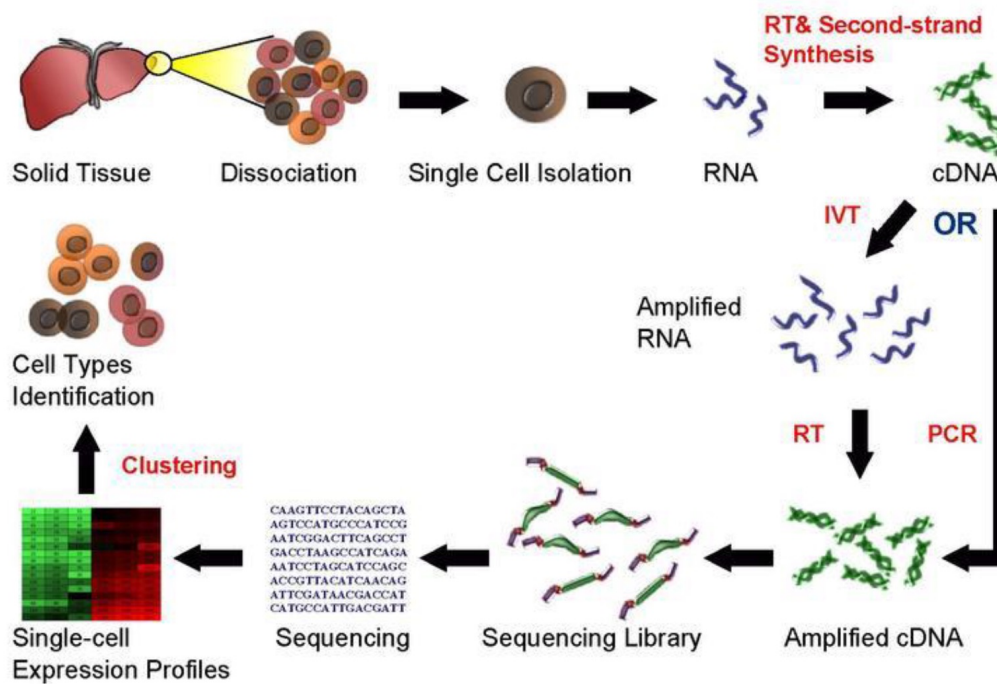 RT& Second-strand
Synthesis
Solid Tissue
Dissociation
Single Cell Isolation
RNA
cDNA
IVT
OR
Amplified
RNA
RT
PCR
Cell Types
Identification
Clustering
CAAGTTCCTACAGCTA
AGTCCATGCCCATCCG
AATCGGACTTCAGCCT
GACCTAAGCCATCAGA
AATCCTAGCATCCAGC
ACCGTTACATCAACAG
ATTCGATAACGACCAT
CATGCCATTGACGATT
Single-cell
Expression Profiles
Sequencing
Sequencing Library
Amplified cDNA